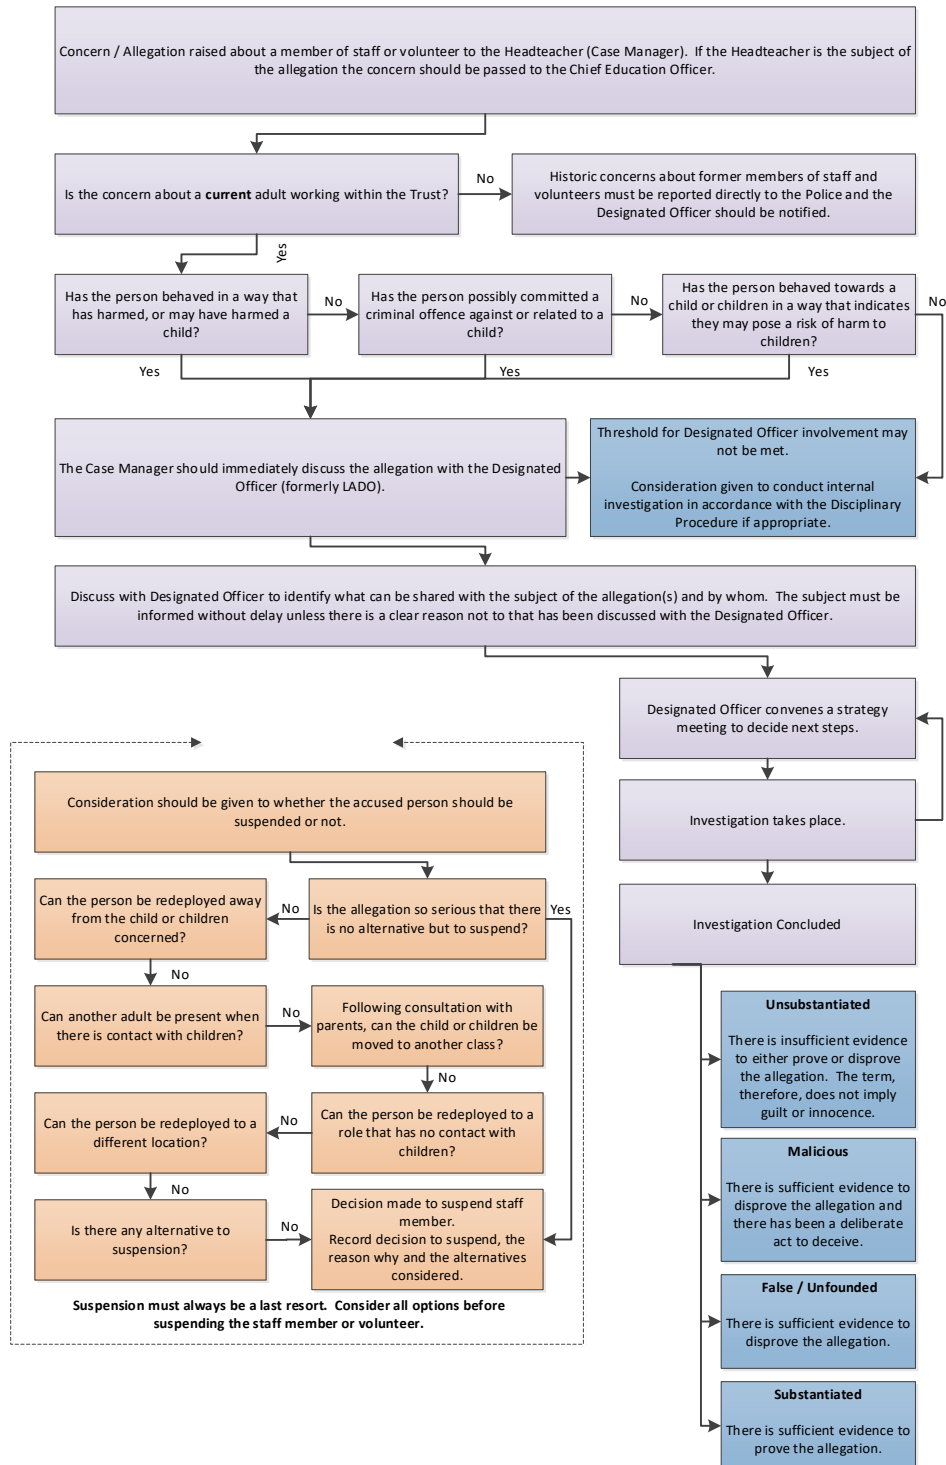 Concern / Allegation raised about a member of staff or volunteer to the Headteacher (Case Manager).  If the Headteacher is the subject of
the allegation the concern should be passed to the Chief Education Officer.
Is the concern about a current adult working within the Trust?
No
Historic concerns about former members of staff and
volunteers must be reported directly to the Police and the
Designated Officer should be notified.
Yes
Has the person behaved in a way that
has harmed, or may have harmed a
child?
No
Has the person possibly committed a
criminal offence against or related to a
child?
No
Has the person behaved towards a
child or children in a way that indicates
they may pose a risk of harm to
children?
No
Yes
Yes
Yes
The Case Manager should immediately discuss the allegation with the Designated
Officer (formerly LADO).
Threshold for Designated Officer involvement may
not be met.
Consideration given to conduct internal
investigation in accordance with the Disciplinary
Procedure if appropriate.
Discuss with Designated Officer to identify what can be shared with the subject of the allegation(s) and by whom.  The subject must be
informed without delay unless there is a clear reason not to that has been discussed with the Designated Officer.
Designated Officer convenes a strategy
meeting to decide next steps.
Investigation takes place.
Investigation Concluded
Unsubstantiated
There is insufficient evidence
to either prove or disprove
the allegation.  The term,
therefore, does not imply
guilt or innocence.
Malicious
There is sufficient evidence to
disprove the allegation and
there has been a deliberate
act to deceive.
False / Unfounded
There is sufficient evidence to
disprove the allegation.
Substantiated
There is sufficient evidence to
prove the allegation.
Consideration should be given to whether the accused person should be
suspended or not.
Is the allegation so serious that there
is no alternative but to suspend?
Yes
No
Can the person be redeployed away
from the child or children
concerned?
No
Can another adult be present when
there is contact with children?
No
Following consultation with
parents, can the child or children be
moved to another class?
No
Can the person be redeployed to a
role that has no contact with
children?
No
Can the person be redeployed to a
different location?
No
Is there any alternative to
suspension?
No
Decision made to suspend staff
member.
Record decision to suspend, the
reason why and the alternatives
considered.
Suspension must always be a last resort.  Consider all options before
suspending the staff member or volunteer.